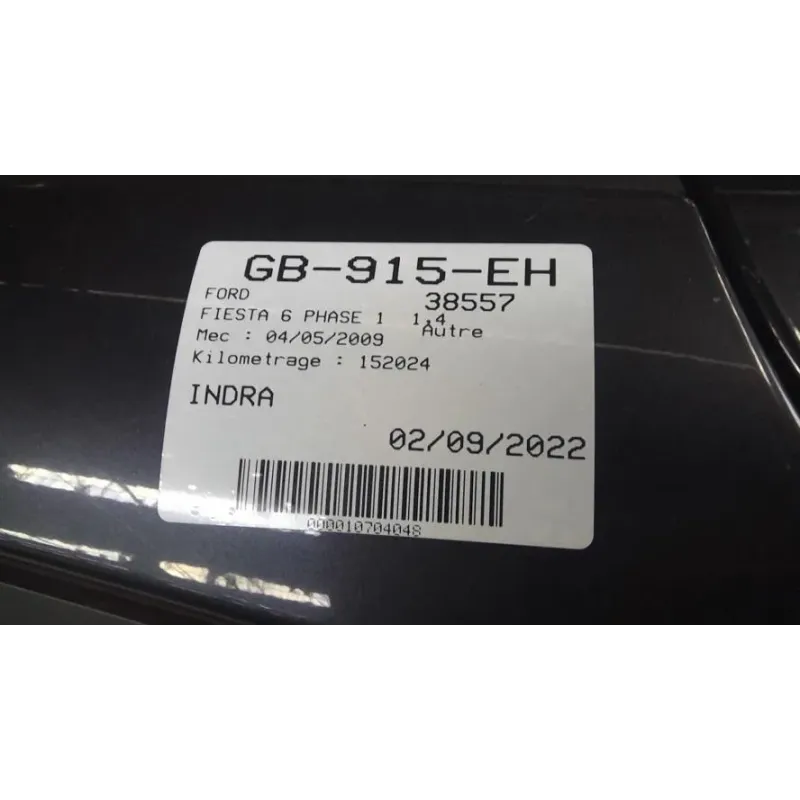 GB-915-EH
FORD 38557
FIESTA 6 PHASE 1 1,4
Mec : 04/05/2009 Autre
Kilometrage : 152024
INDRA
02/09/2022
000010704048